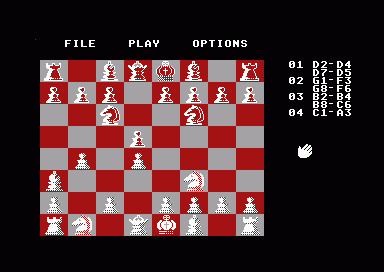 FILE PLAY OPTIONS
01 D2-D4
D7-D5
02 G1-F3
G8-F6
03 B2-B4
B8-C6
04 C1-A3